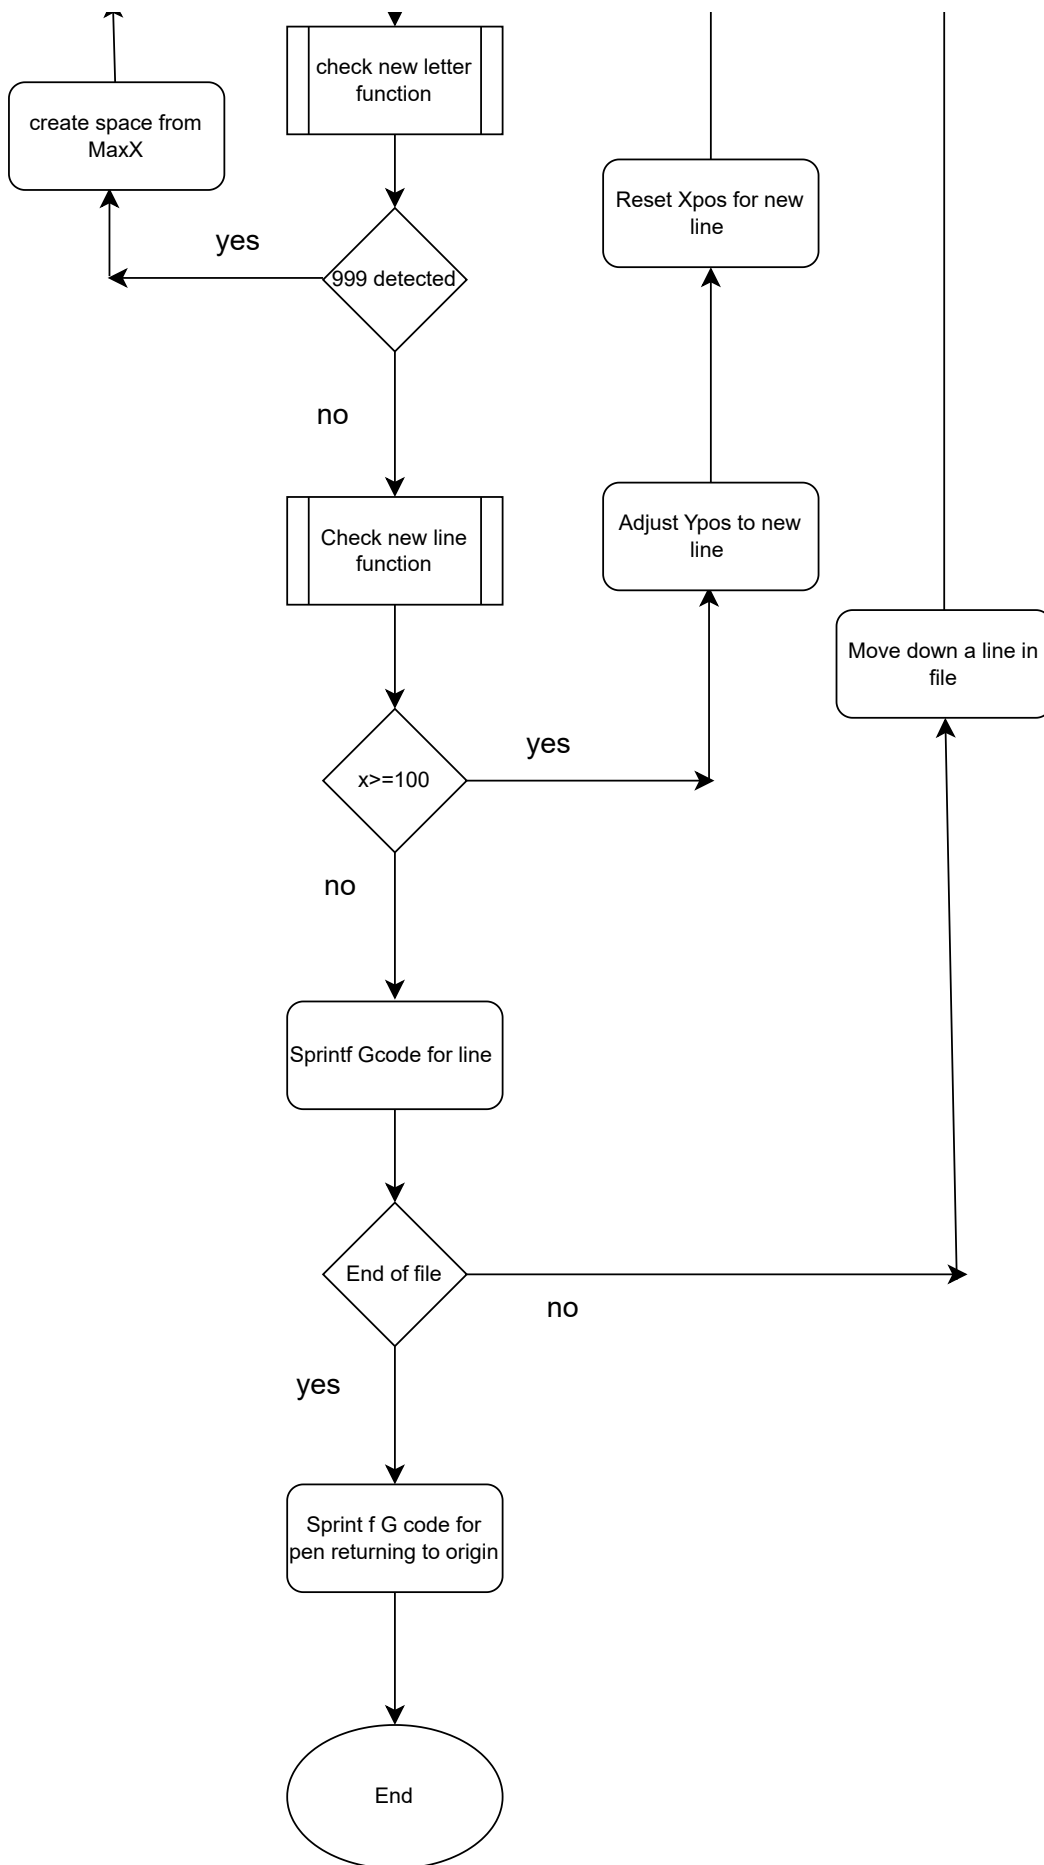 check new letter
function
create space from
MaxX
Reset Xpos for new
line
yes
999 detected
no
Check new line
function
Adjust Ypos to new
line
Move down a line in
file
yes
x>=100
no
Sprintf Gcode for line
End of file
no
yes
Sprint f G code for
pen returning to origin
End